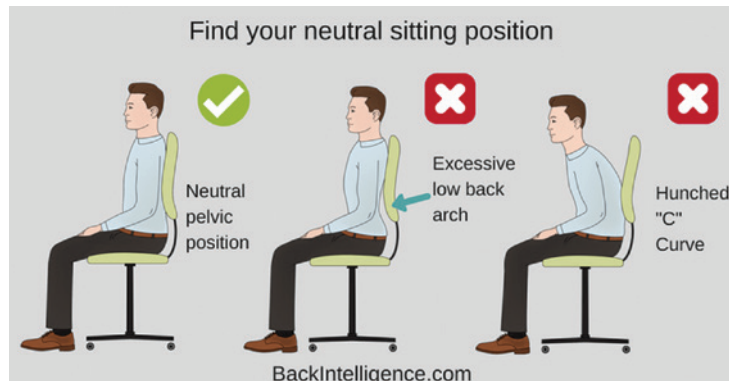 Find your neutral sitting position
Neutral
pelvic
position
Excessive
low back
arch
Hunched
"C"
Curve
BackIntelligence.com